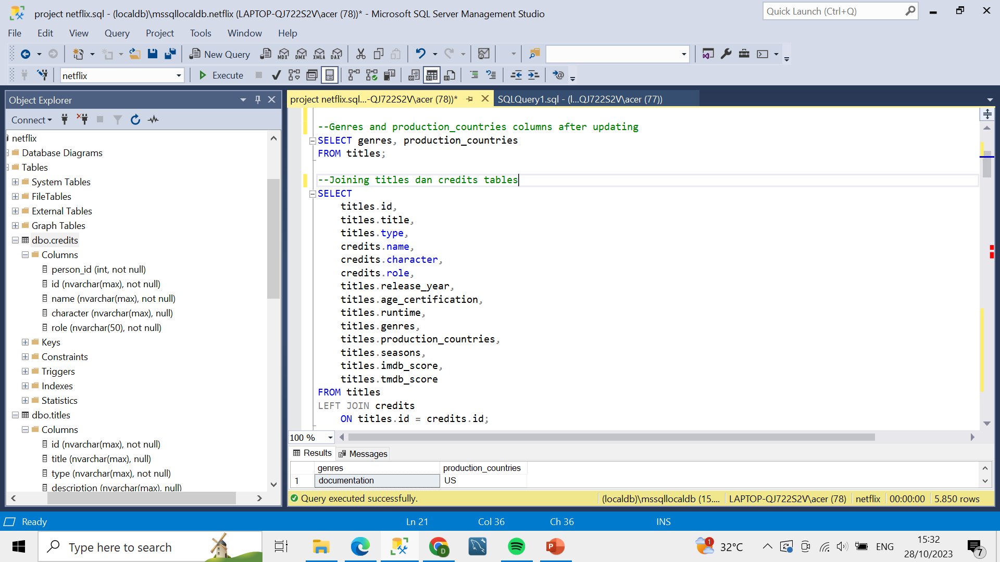 project netflix.sql - (localdb)\mssqllocaldb.netflix (LAPTOP-QJ722S2V\acer (78))* - Microsoft SQL Server Management Studio
Quick Launch (Ctrl+Q)
File Edit View Query Project Tools Window Help
New Query MDX DMX XMLA DAX
netflix Execute
Object Explorer
Connect
netflix
Database Diagrams
Tables
System Tables
FileTables
External Tables
Graph Tables
dbo.credits
Columns
person_id (int, not null)
id (nvarchar(max), not null)
name (nvarchar(max), not null)
character (nvarchar(max), null)
role (nvarchar(50), not null)
Keys
Constraints
Triggers
Indexes
Statistics
dbo.titles
Columns
id (nvarchar(max), not null)
title (nvarchar(max), null)
type (nvarchar(max), not null)
description (nvarchar(max), null)
project netflix.sql...-QJ722S2V\acer (78))* SQLQuery1.sql - (l...QJ722S2V\acer (77))
--Genres and production_countries columns after updating
SELECT genres, production_countries
FROM titles;
--Joining titles dan credits tables
SELECT
titles.id,
titles.title,
titles.type,
credits.name,
credits.character,
credits.role,
titles.release_year,
titles.age_certification,
titles.runtime,
titles.genres,
titles.production_countries,
titles.seasons,
titles.imdb_score,
titles.tmdb_score
FROM titles
LEFT JOIN credits
ON titles.id = credits.id;
100 %
Results Messages
genres production_countries
1 documentation US
Query executed successfully. (localdb)\mssqllocaldb (15.... LAPTOP-QJ722S2V\acer (78) netflix 00:00:00 5.850 rows
Ready Ln 21 Col 36 Ch 36 INS
Type here to search
D
1
32°C
ENG
15:32
28/10/2023
7